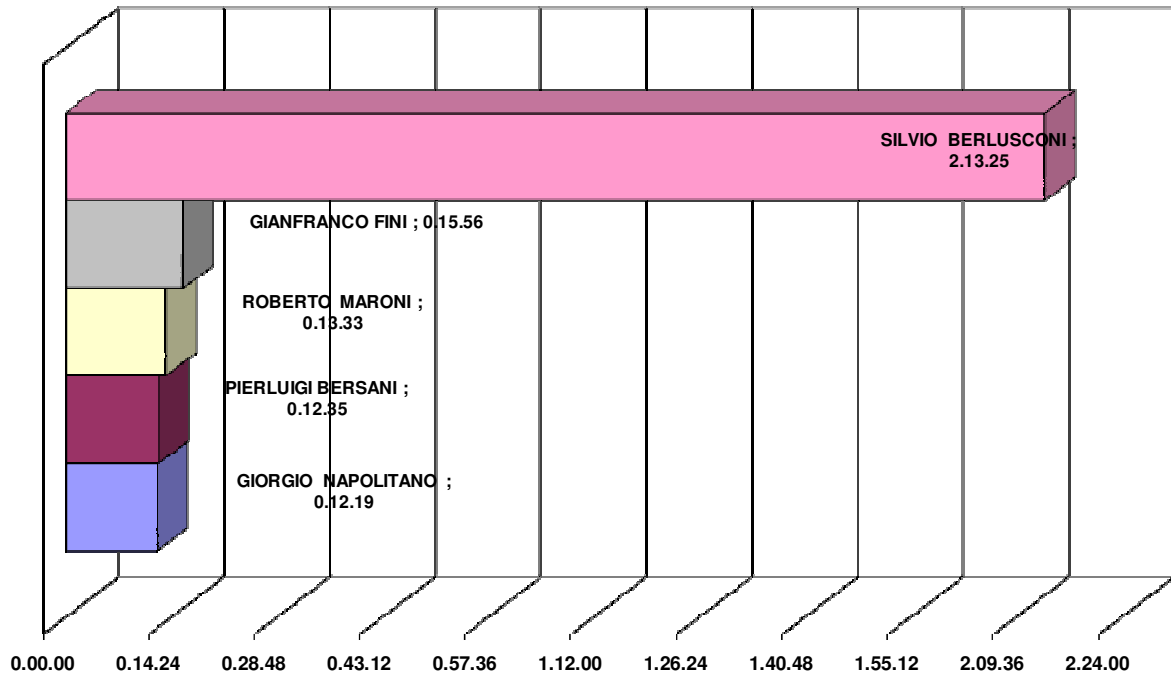 SILVIO BERLUSCONI ;
2.13.25
GIANFRANCO FINI ; 0.15.56
ROBERTO MARONI ;
0.13.33
PIERLUIGI BERSANI ;
0.12.35
GIORGIO NAPOLITANO ;
0.12.19
0.00.00 0.14.24 0.28.48 0.43.12 0.57.36 1.12.00 1.26.24 1.40.48 1.55.12 2.09.36 2.24.00